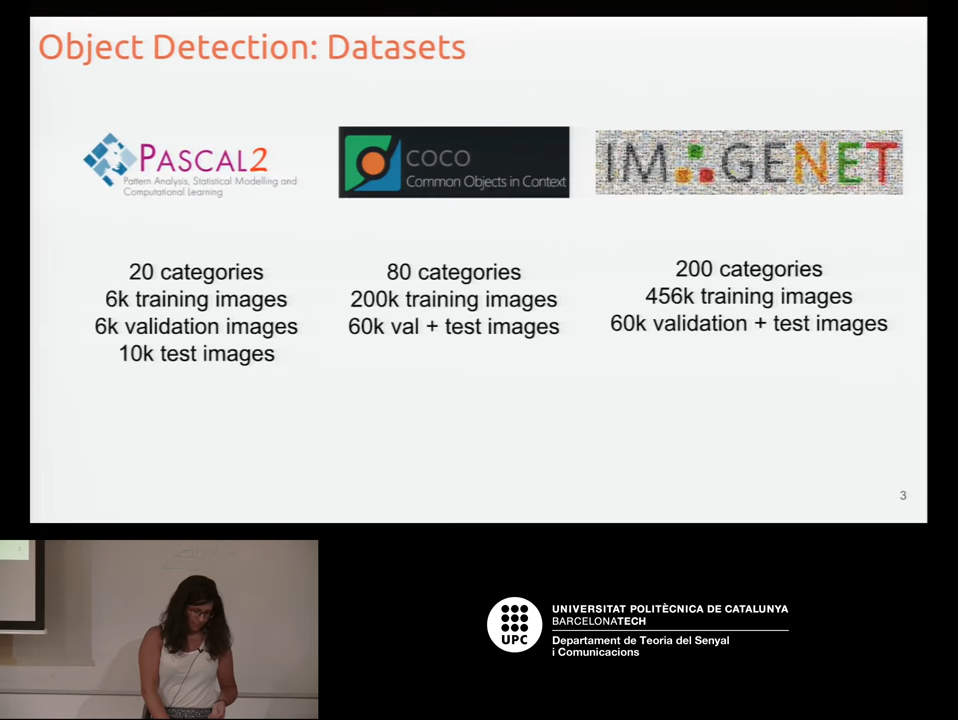 Object Detection: Datasets
PASCAL2
Pattern Analysis, Statistical Modelling and
Computational Learning
COCO
Common Objects in Context
IMAGENET
20 categories
6k training images
6k validation images
10k test images
80 categories
200k training images
60k val + test images
200 categories
456k training images
60k validation + test images
3
UPC
UNIVERSITAT POLITÈCNICA DE CATALUNYA
BARCELONATECH
Departament de Teoria del Senyal
i Comunicacions